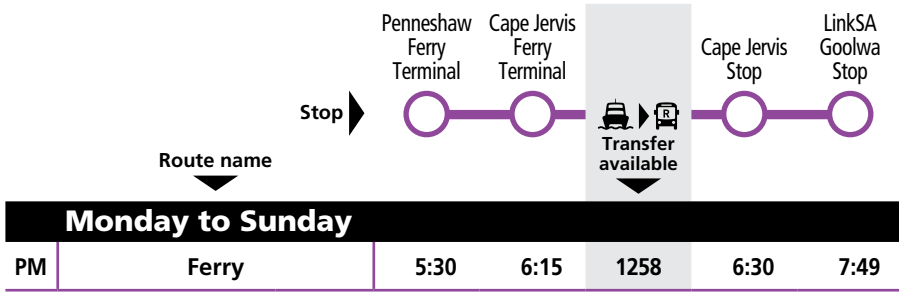 Penneshaw
Ferry
Terminal
Cape Jervis
Ferry
Terminal
Cape Jervis
Stop
LinkSA
Goolwa
Stop
Stop
R
Transfer
available
Route name
Monday to Sunday
PM Ferry 5:30 6:15 1258 6:30 7:49